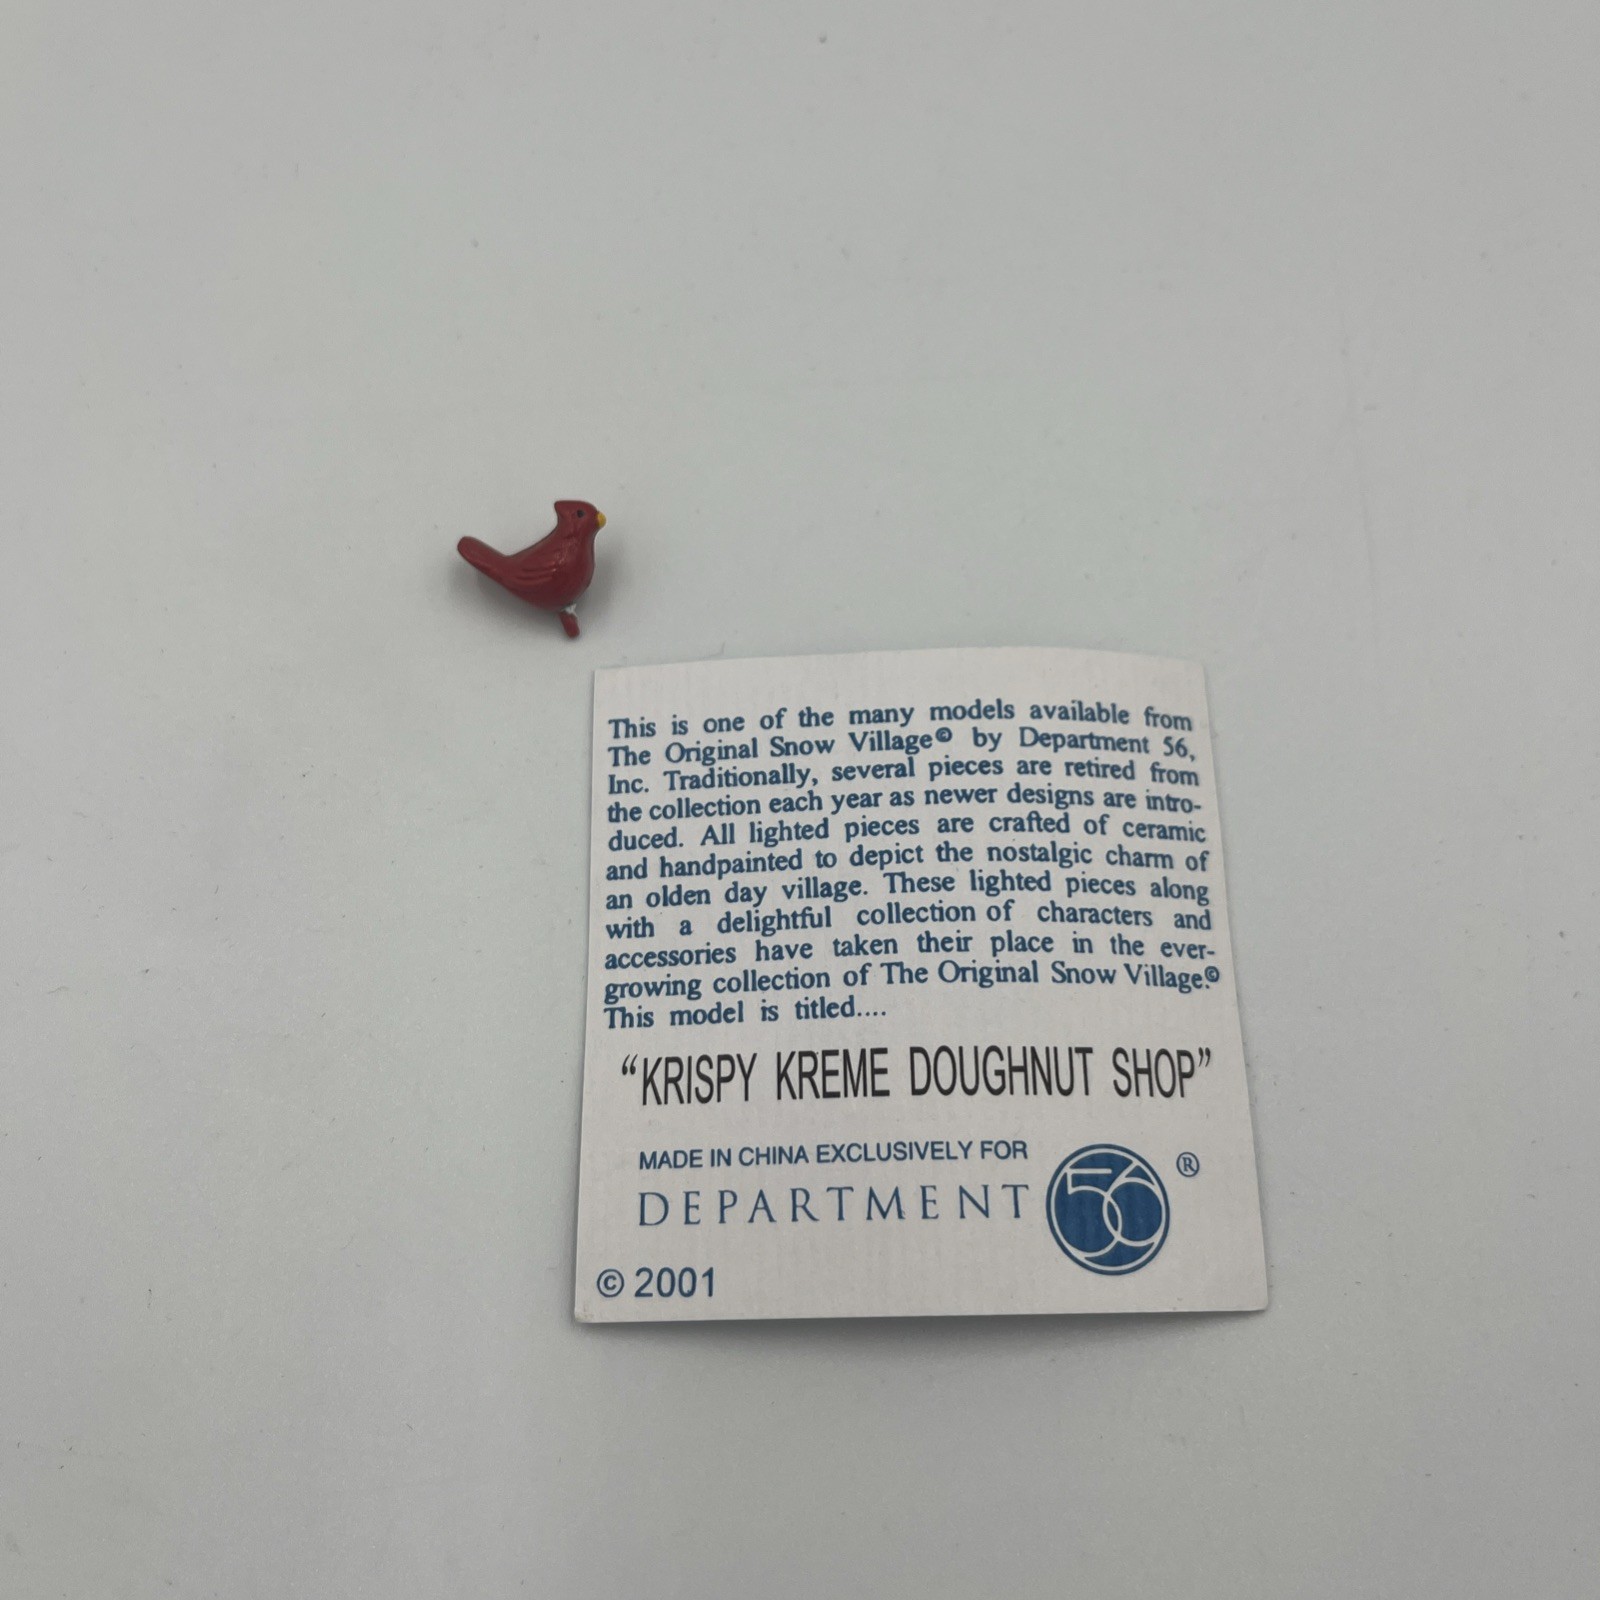 This is one of the many models available from
The Original Snow Village© by Department 56,
Inc. Traditionally, several pieces are retired from
the collection each year as newer designs are intro-
duced. All lighted pieces are crafted of ceramic
and handpainted to depict the nostalgic charm of
an olden day village. These lighted pieces along
with a delightful collection of characters and
accessories have taken their place in the ever-
growing collection of The Original Snow Village.©
This model is titled....
“KRISPY KREME DOUGHNUT SHOP”
MADE IN CHINA EXCLUSIVELY FOR
DEPARTMENT 56 ®
© 2001